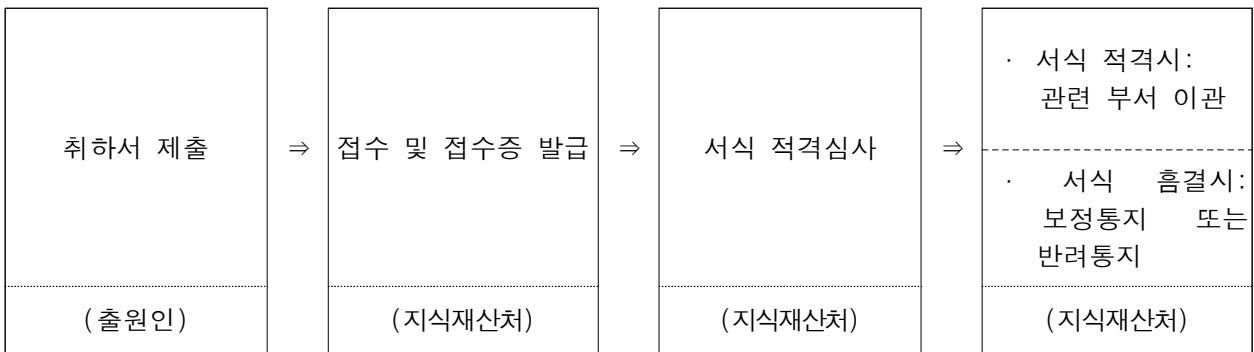 취하서 제출
(출원인)
⇒
접수 및 접수증 발급
(지식재산처)
⇒
서식 적격심사
(지식재산처)
⇒
· 서식 적격시:
관련 부서 이관
· 서식 흠결시:
보정통지 또는
반려통지
(지식재산처)